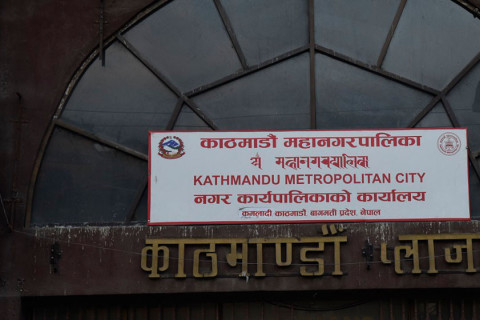 काठमाडौं महानगरपालिका
KATHMANDU METROPOLITAN CITY
नगर कार्यपालिकाको कार्यालय
कमलादी काठमाडौं, बागमती प्रदेश, नेपाल
काठमाण्डौ प्लाज